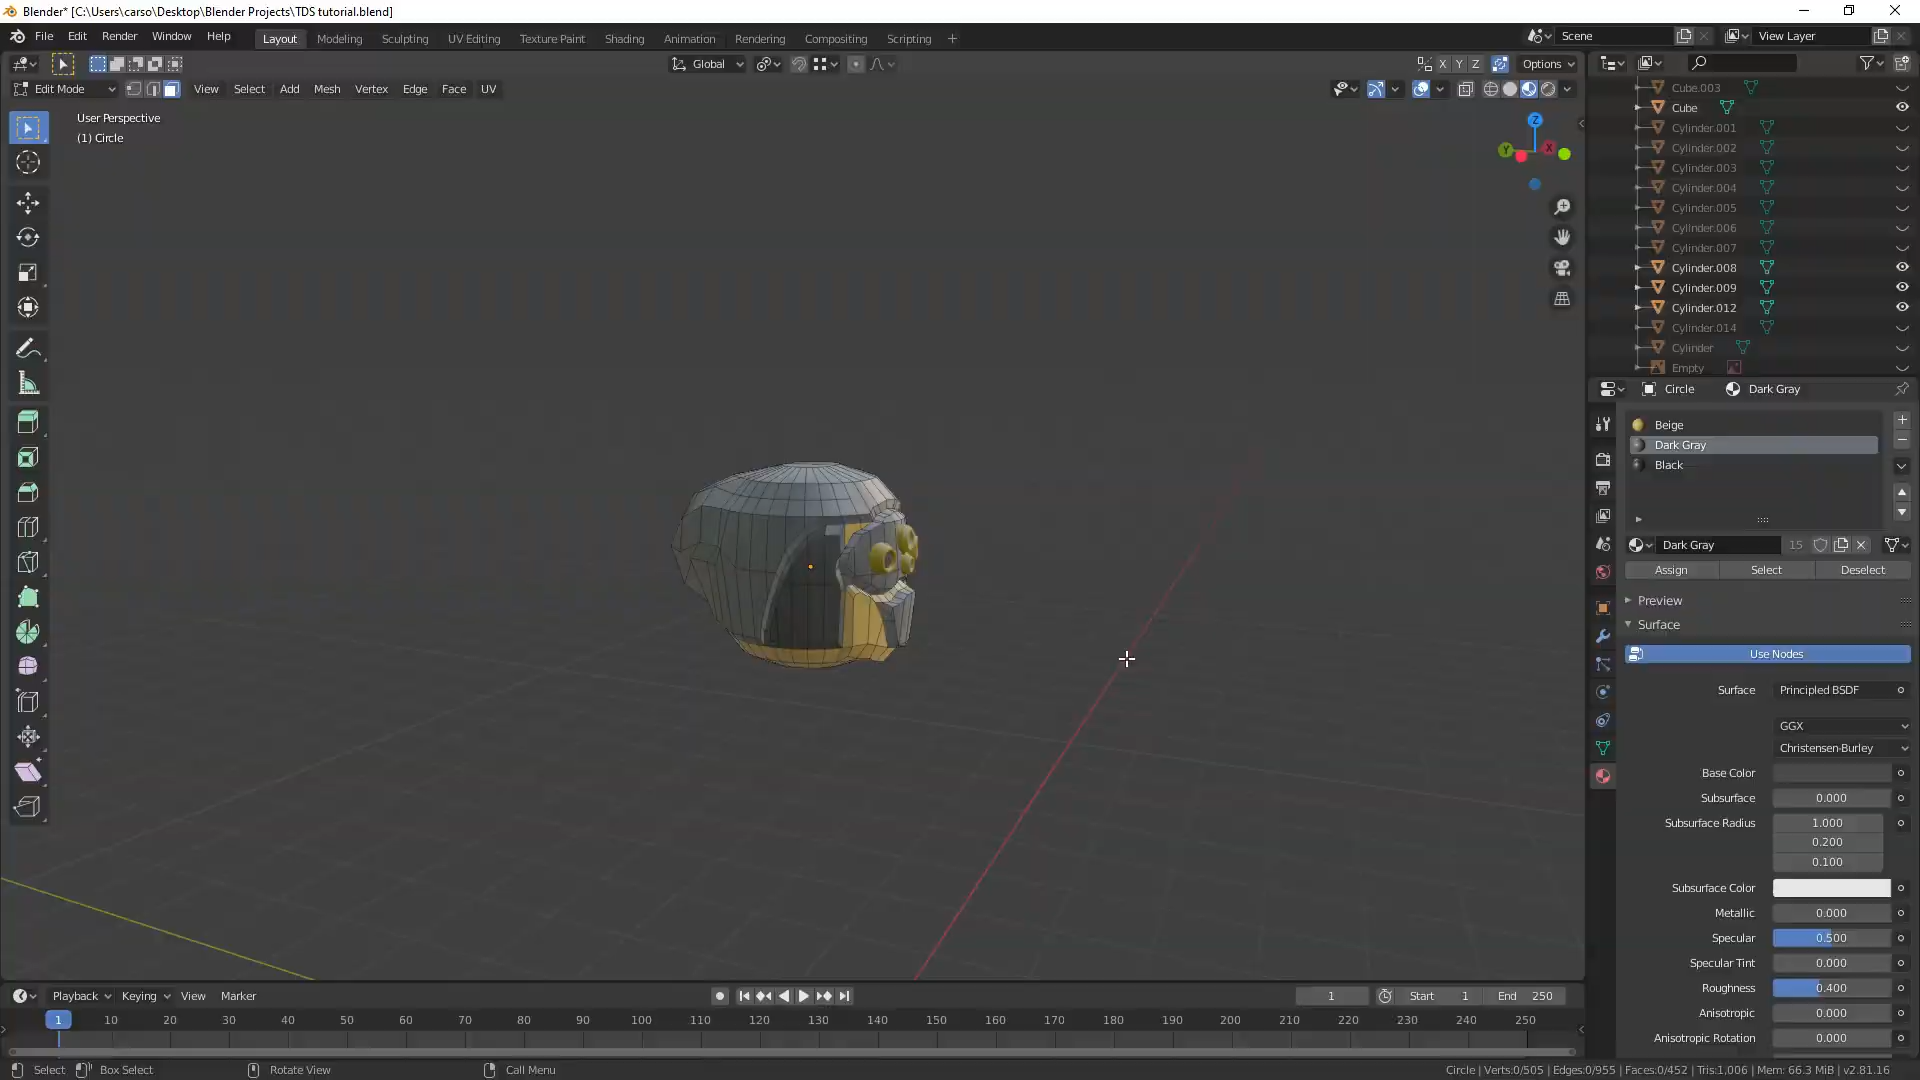 Blender* [C:\Users\carso\Desktop\Blender Projects\TDS tutorial.blend]
File Edit Render Window Help Layout Modeling Sculpting UV Editing Texture Paint Shading Animation Rendering Compositing Scripting + Scene View Layer
Global X Y Z Options
Edit Mode View Select Add Mesh Vertex Edge Face UV
User Perspective
(1) Circle
Z
Y X
Cube.003
Cube
Cylinder.001
Cylinder.002
Cylinder.003
Cylinder.004
Cylinder.005
Cylinder.006
Cylinder.007
Cylinder.008
Cylinder.009
Cylinder.012
Cylinder.014
Cylinder
Empty
Circle Dark Gray
Beige
Dark Gray
Black
Dark Gray 15
Assign Select Deselect
Preview
Surface
Use Nodes
Surface Principled BSDF
GGX
Christensen-Burley
Base Color
Subsurface 0.000
Subsurface Radius 1.000
0.200
0.100
Subsurface Color
Metallic 0.000
Specular 0.500
Specular Tint 0.000
Roughness 0.400
Anisotropic 0.000
Anisotropic Rotation 0.000
Playback Keying View Marker 1 Start 1 End 250
1 10 20 30 40 50 60 70 80 90 100 110 120 130 140 150 160 170 180 190 200 210 220 230 240 250
Select Box Select Rotate View Call Menu Circle | Verts:0/505 | Edges:0/955 | Faces:0/452 | Tris:1,006 | Mem: 66.3 MiB | v2.81.16